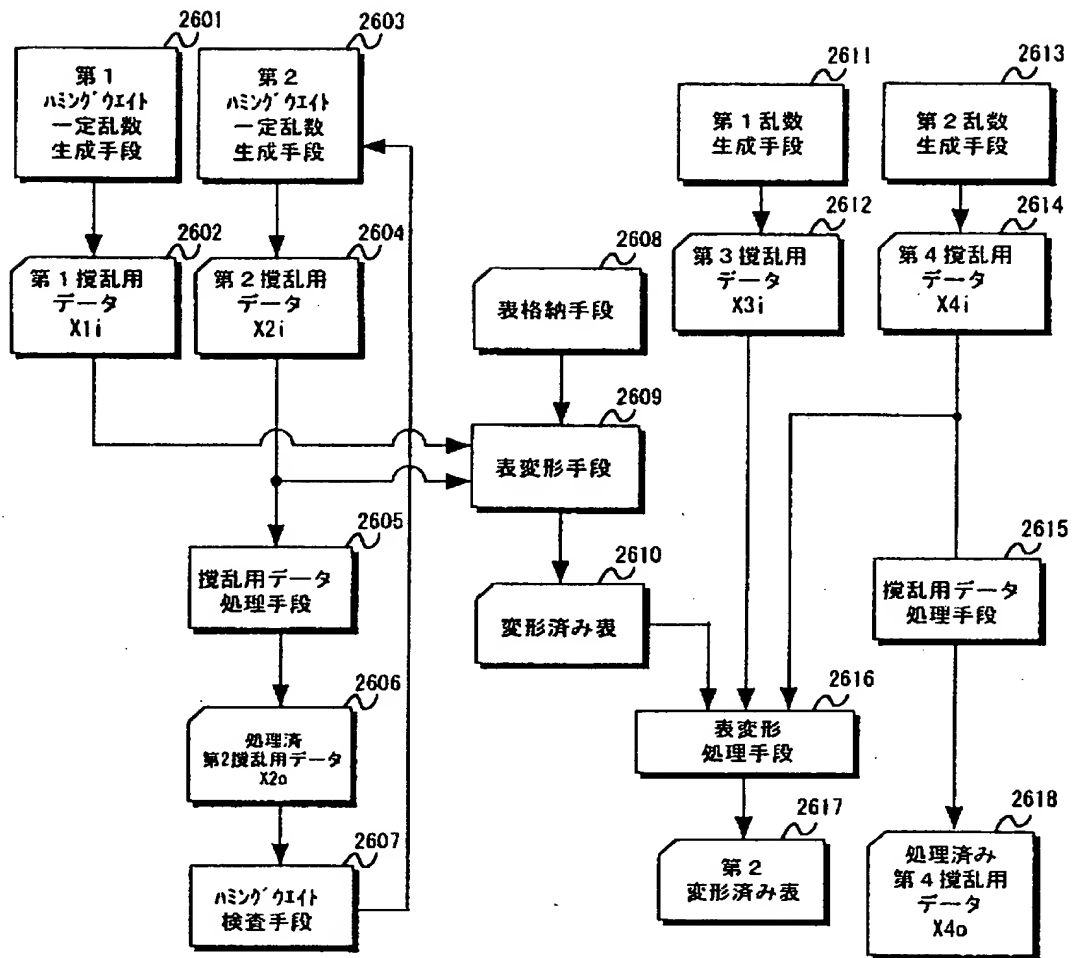 2601
第1
ハミングウエイト
一定乱数
生成手段
2603
第2
ハミングウエイト
一定乱数
生成手段
2611
第1乱数
生成手段
2613
第2乱数
生成手段
2602
第1撹乱用
データ
X1i
2604
第2撹乱用
データ
X2i
2608
表格納手段
2612
第3撹乱用
データ
X3i
2614
第4撹乱用
データ
X4i
2609
表変形手段
2605
撹乱用データ
処理手段
2610
変形済み表
2615
撹乱用データ
処理手段
2606
処理済
第2撹乱用データ
X2o
2616
表変形
処理手段
2607
ハミングウエイト
検査手段
2617
第2
変形済み表
2618
処理済み
第4撹乱用
データ
X4o